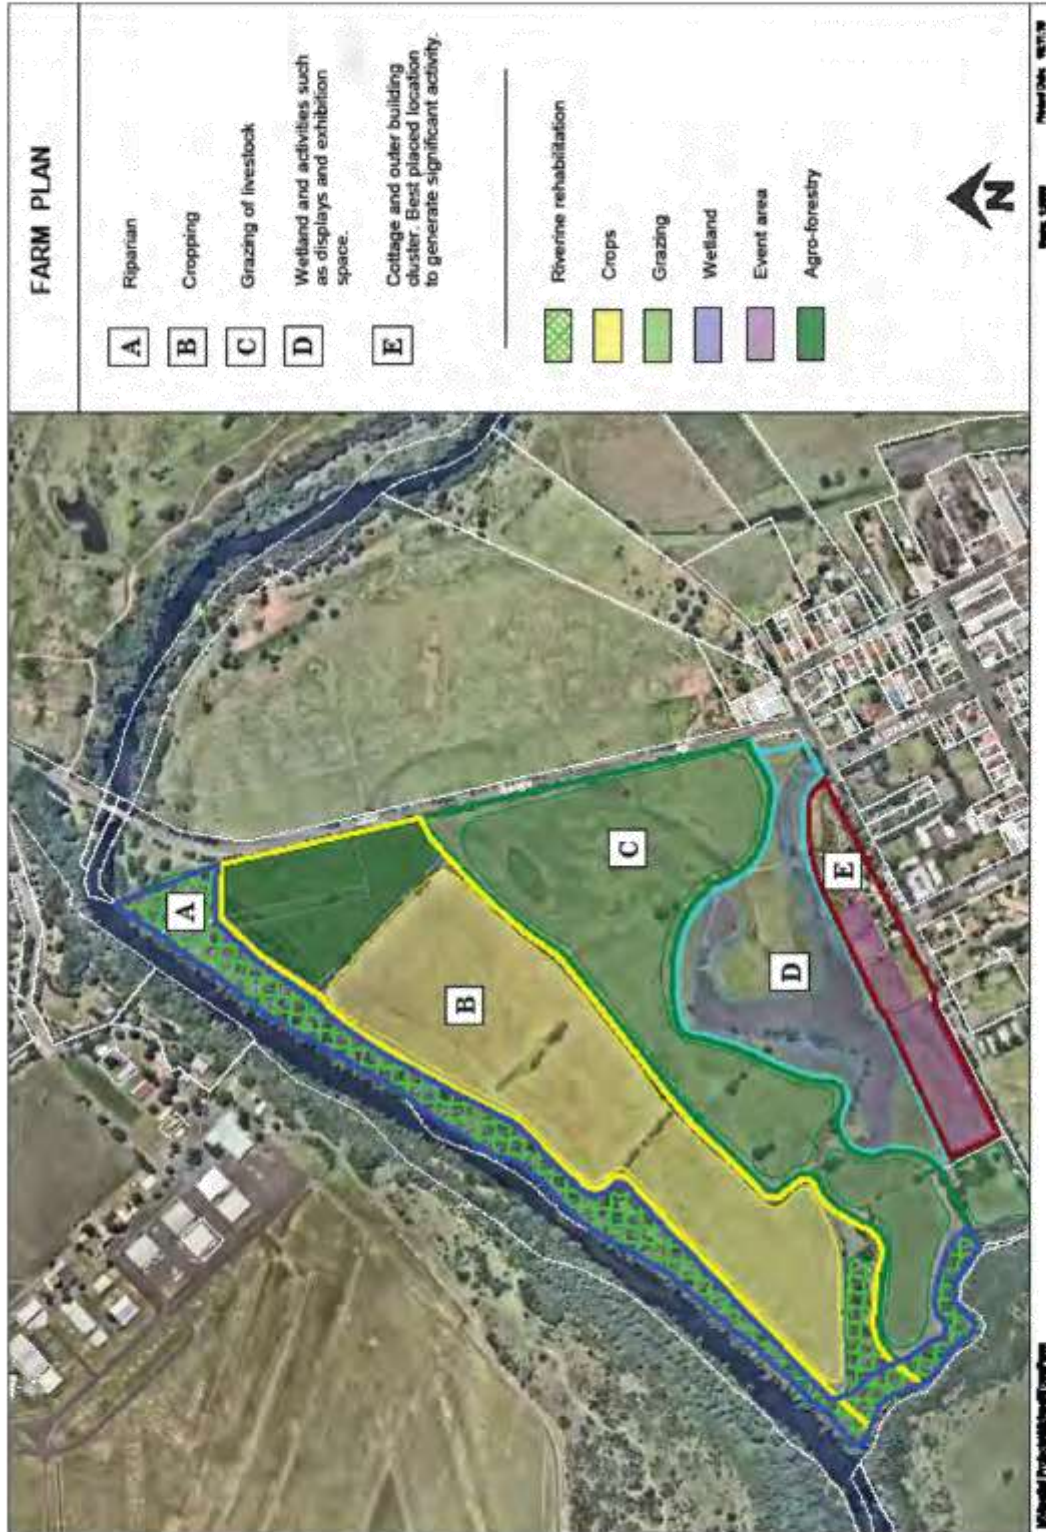 FARM PLAN
A Riparian
B Cropping
C Grazing of livestock
D Wetland and activities such
as displays and exhibition
space.
E Cottage and outer building
cluster. Best placed location
to generate significant activity.
Riverine rehabilitation
Crops
Grazing
Wetland
Event area
Agro-forestry
N
A
B
C
D
E